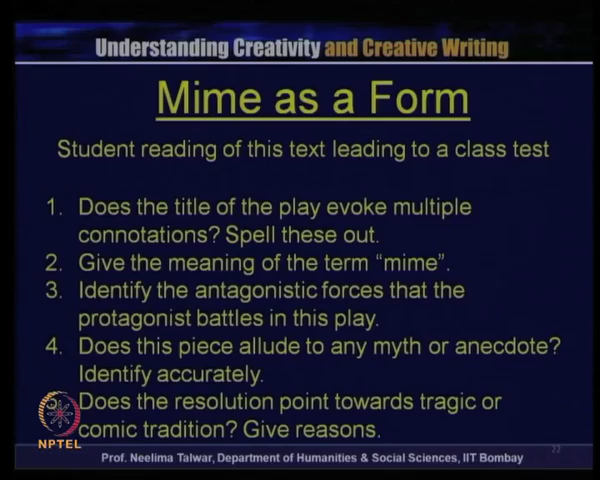 Understanding Creativity and Creative Writing
Mime as a Form
Student reading of this text leading to a class test
1. Does the title of the play evoke multiple
connotations? Spell these out.
2. Give the meaning of the term “mime”.
3. Identify the antagonistic forces that the
protagonist battles in this play.
4. Does this piece allude to any myth or anecdote?
Identify accurately.
5. Does the resolution point towards tragic or
comic tradition? Give reasons.
NPTEL
22
Prof. Neelima Talwar, Department of Humanities & Social Sciences, IIT Bombay